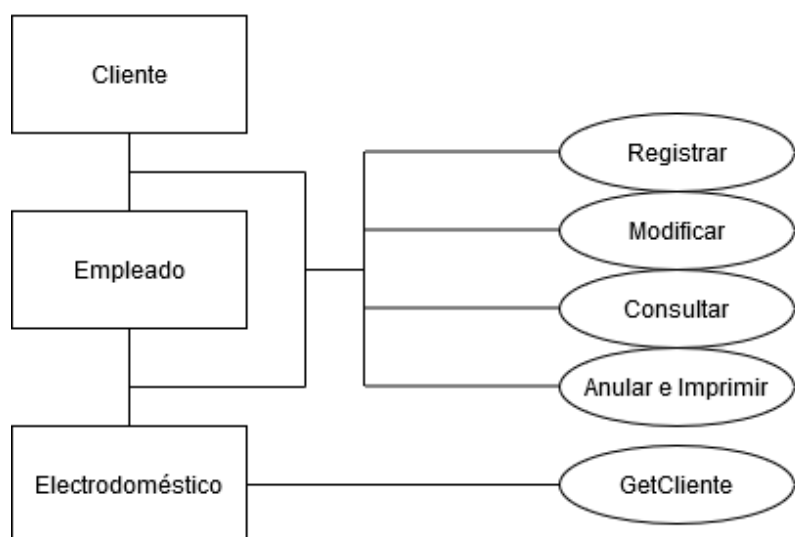 Cliente
Registrar
Modificar
Empleado
Consultar
Anular e Imprimir
Electrodoméstico
GetCliente